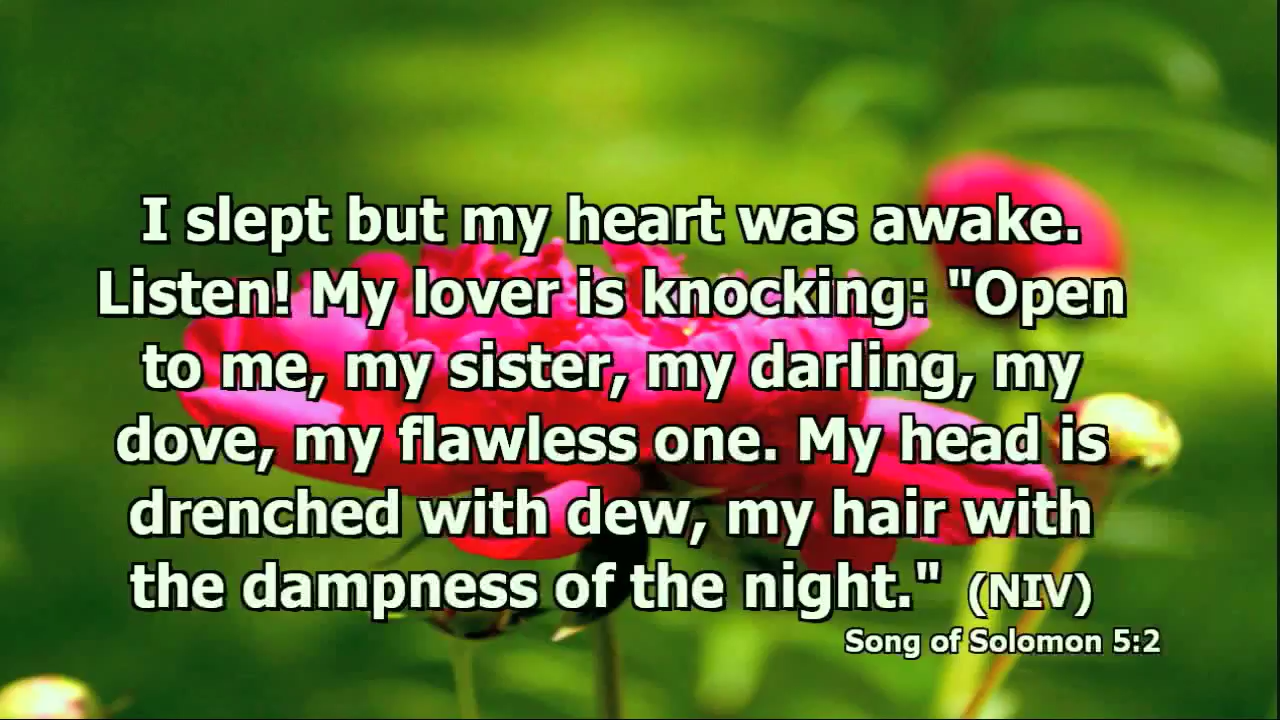 I slept but my heart was awake.
Listen! My lover is knocking: "Open
to me, my sister, my darling, my
dove, my flawless one. My head is
drenched with dew, my hair with
the dampness of the night." (NIV)
Song of Solomon 5:2